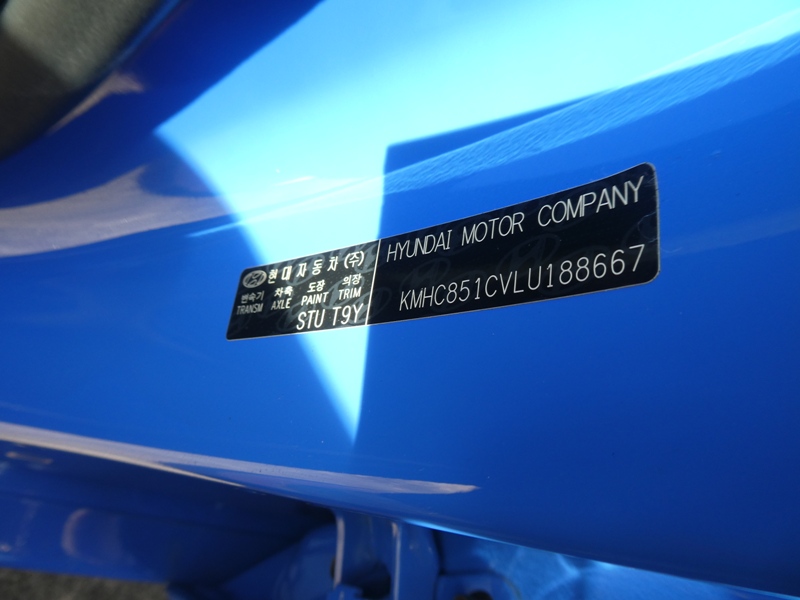 현대자동차(주)
변속기 차축 도장 의장
TRANSM AXLE PAINT TRIM
STU T9Y
HYUNDAI MOTOR COMPANY
KMHC851CVLU188667